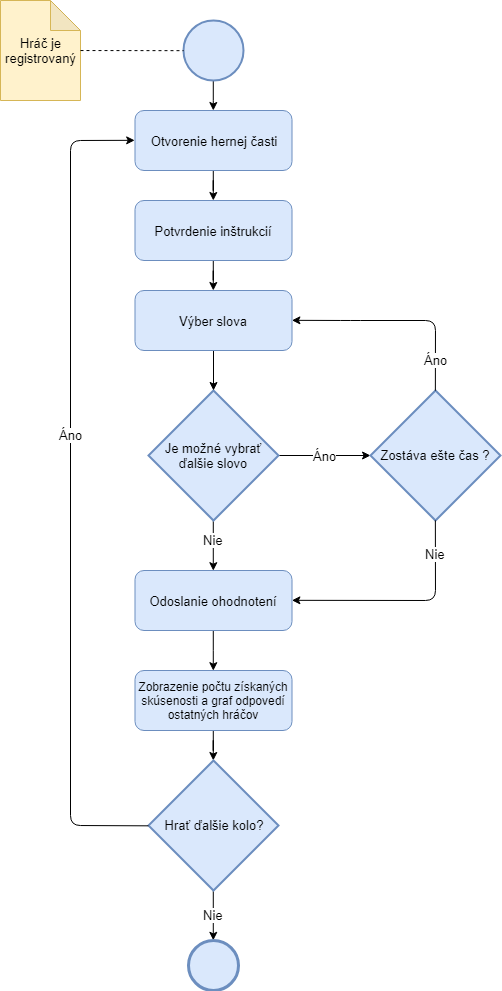 Hráč je
registrovaný
Otvorenie hernej časti
Potvrdenie inštrukcií
Výber slova
Áno
Je možné vybrať
ďalšie slovo
Áno
Zostáva ešte čas ?
Áno
Nie
Nie
Odoslanie ohodnotení
Zobrazenie počtu získaných
skúsenosti a graf odpovedí
ostatných hráčov
Hrať ďalšie kolo?
Nie